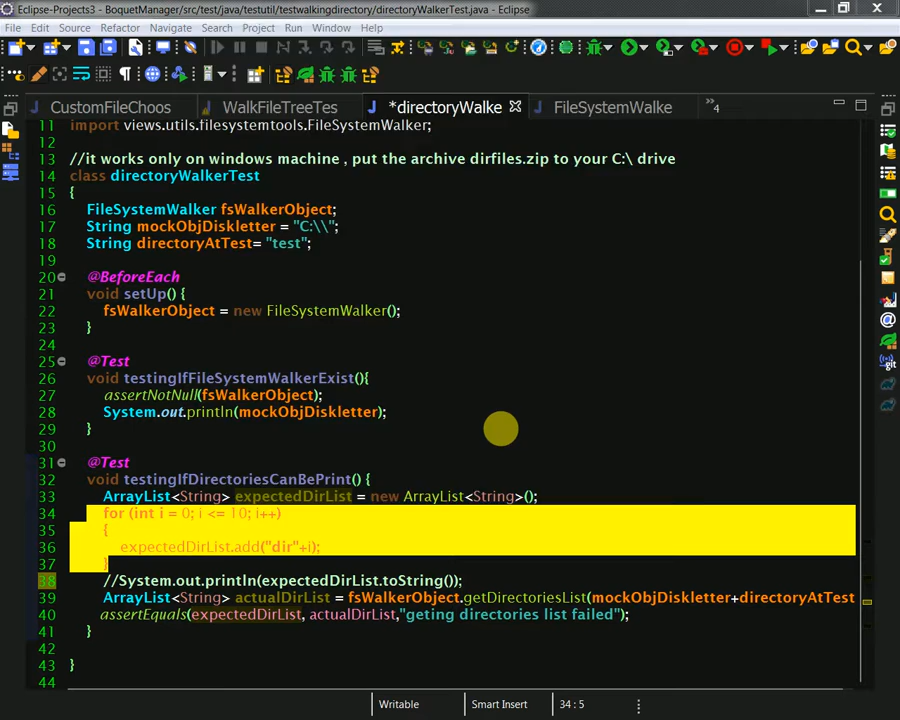 Eclipse-Projects3 - BoquetManager/src/test/java/testutil/testwalkingdirectory/directoryWalkerTest.java - Eclipse
File Edit Source Refactor Navigate Search Project Run Window Help
CustomFileChoos WalkFileTreeTes *directoryWalke FileSystemWalke »4
11 import views.utils.filesystemtools.FileSystemWalker;
12
13 //it works only on windows machine , put the archive dirfiles.zip to your C:\ drive
14 class directoryWalkerTest
15 {
16 FileSystemWalker fsWalkerObject;
17 String mockObjDiskletter = "C:\\";
18 String directoryAtTest= "test";
19
20 @BeforeEach
21 void setUp() {
22 fsWalkerObject = new FileSystemWalker();
23 }
24
25 @Test
26 void testingIfFileSystemWalkerExist(){
27 assertNotNull(fsWalkerObject);
28 System.out.println(mockObjDiskletter);
29 }
30
31 @Test
32 void testingIfDirectoriesCanBePrint() {
33 ArrayList<String> expectedDirList = new ArrayList<String>();
34 for (int i = 0; i <= 10; i++)
35 {
36 expectedDirList.add("dir"+i);
37 }
38 //System.out.println(expectedDirList.toString());
39 ArrayList<String> actualDirList = fsWalkerObject.getDirectoriesList(mockObjDiskletter+directoryAtTest
40 assertEquals(expectedDirList, actualDirList,"geting directories list failed");
41 }
42
43 }
44
Writable Smart Insert 34 : 5